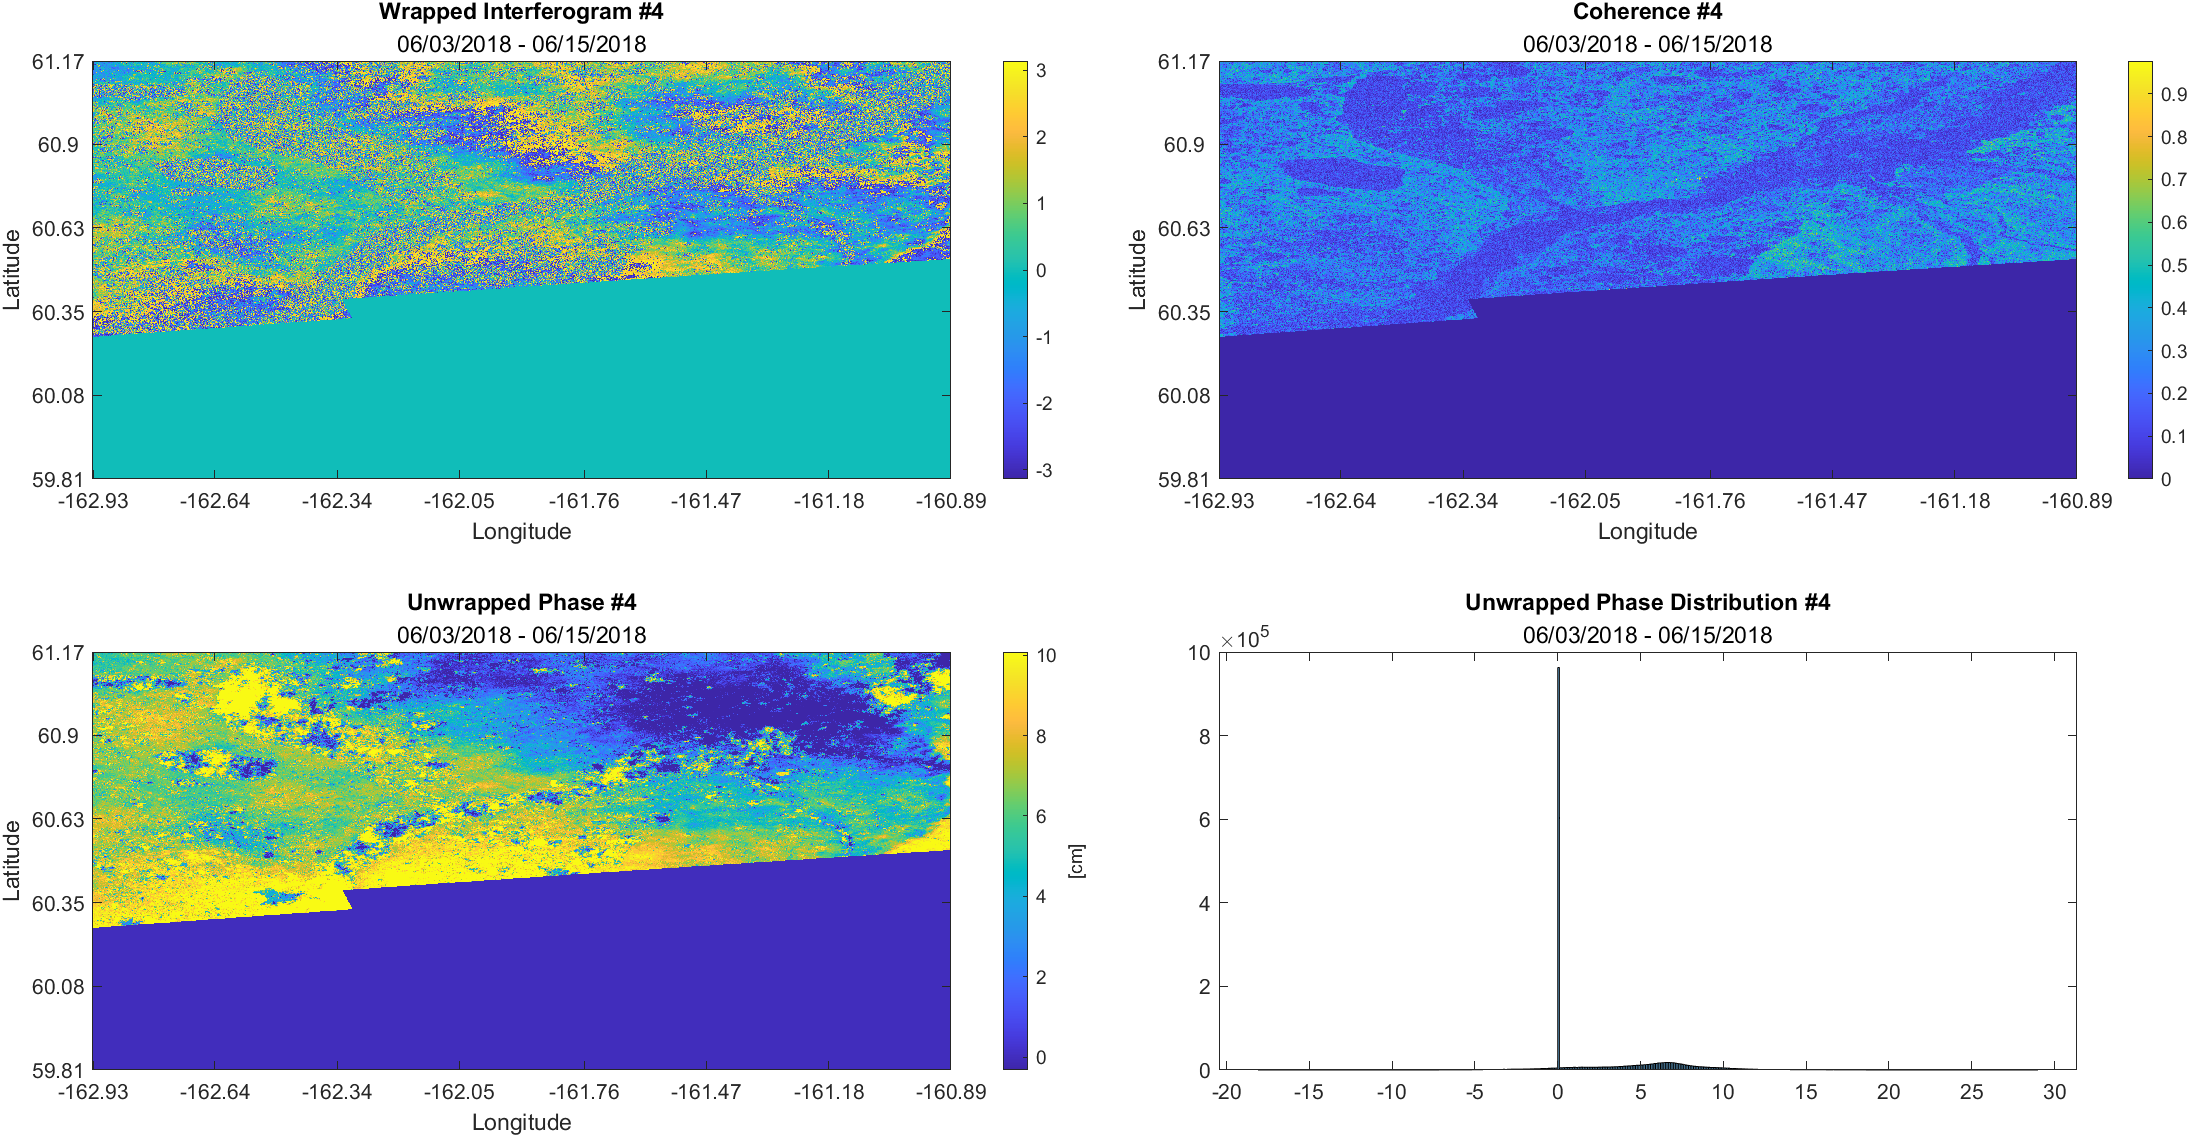 Wrapped Interferogram #4
06/03/2018 - 06/15/2018
61.17
60.9
60.63
60.35
60.08
59.81
Latitude
-162.93 -162.64 -162.34 -162.05 -161.76 -161.47 -161.18 -160.89
Longitude
3
2
1
0
-1
-2
-3
Coherence #4
06/03/2018 - 06/15/2018
61.17
60.9
60.63
60.35
60.08
59.81
Latitude
-162.93 -162.64 -162.34 -162.05 -161.76 -161.47 -161.18 -160.89
Longitude
0.9
0.8
0.7
0.6
0.5
0.4
0.3
0.2
0.1
0
Unwrapped Phase #4
06/03/2018 - 06/15/2018
61.17
60.9
60.63
60.35
60.08
59.81
Latitude
-162.93 -162.64 -162.34 -162.05 -161.76 -161.47 -161.18 -160.89
Longitude
10
8
6
4
2
0
[cm]
Unwrapped Phase Distribution #4
06/03/2018 - 06/15/2018
×10⁵
10
8
6
4
2
0
-20 -15 -10 -5 0 5 10 15 20 25 30